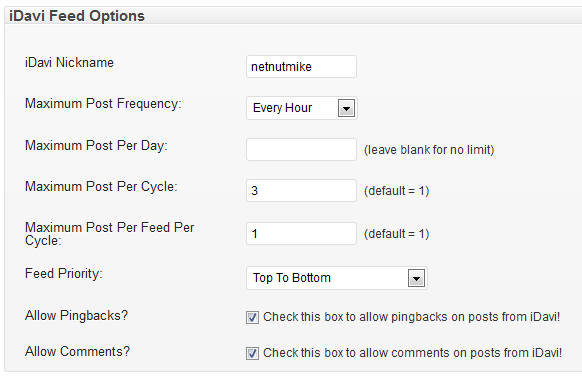 iDavi Feed Options
iDavi Nickname netnutmike
Maximum Post Frequency: Every Hour
Maximum Post Per Day: (leave blank for no limit)
Maximum Post Per Cycle: 3 (default = 1)
Maximum Post Per Feed Per
Cycle: 1 (default = 1)
Feed Priority: Top To Bottom
Allow Pingbacks? Check this box to allow pingbacks on posts from iDavi!
Allow Comments? Check this box to allow comments on posts from iDavi!